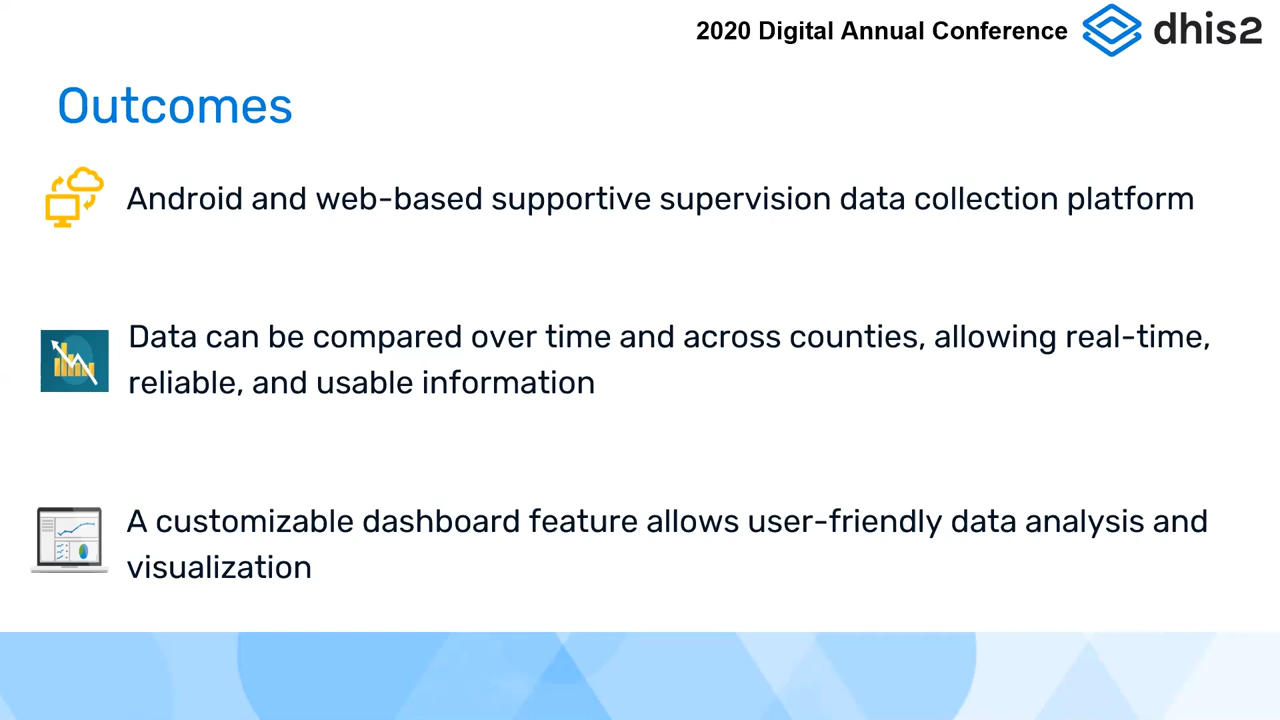 2020 Digital Annual Conference
dhis2
Outcomes
Android and web-based supportive supervision data collection platform
Data can be compared over time and across counties, allowing real-time,
reliable, and usable information
A customizable dashboard feature allows user-friendly data analysis and
visualization